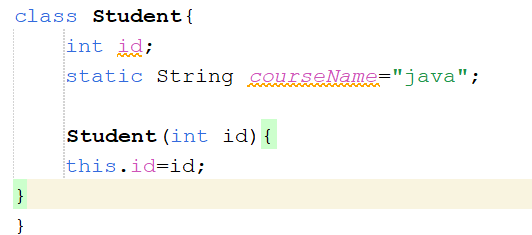 class Student{
int id;
static String courseName="java";
Student(int id){
this.id=id;
}
}